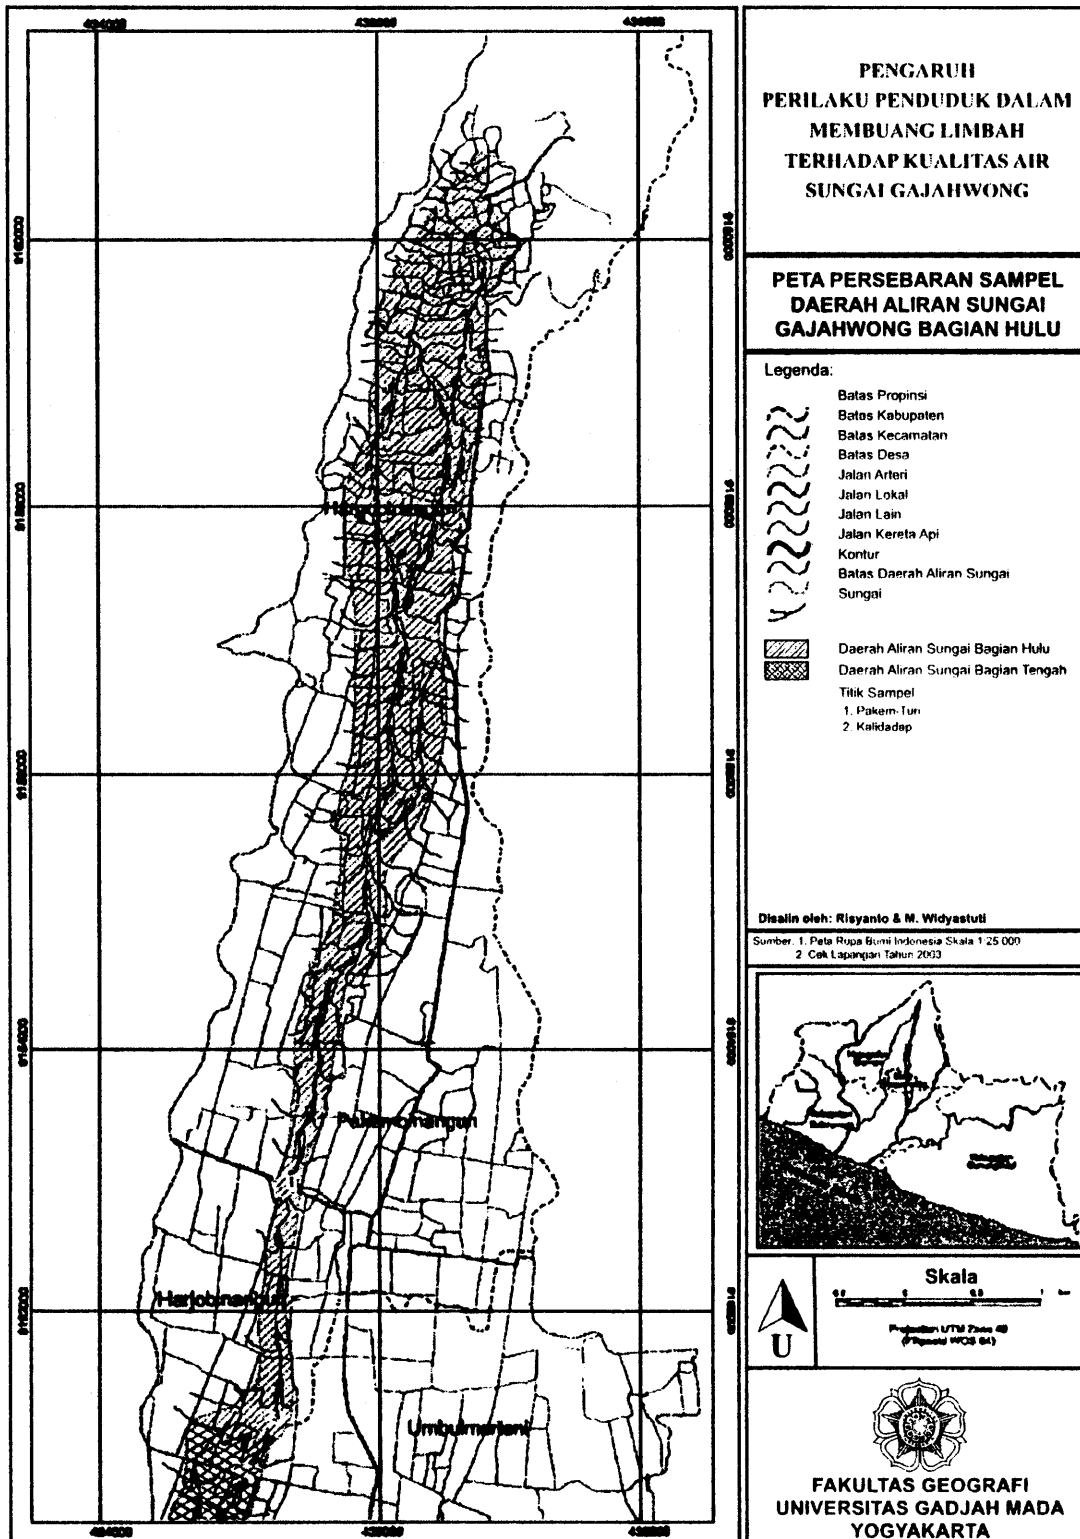 PENGARUH
PERILAKU PENDUDUK DALAM
MEMBUANG LIMBAH
TERHADAP KUALITAS AIR
SUNGAI GAJAHWONG
PETA PERSEBARAN SAMPEL
DAERAH ALIRAN SUNGAI
GAJAHWONG BAGIAN HULU
Legenda:
Batas Propinsi
Batas Kabupaten
Batas Kecamatan
Batas Desa
Jalan Arteri
Jalan Lokal
Jalan Lain
Jalan Kereta Api
Kontur
Batas Daerah Aliran Sungai
Sungai
Daerah Aliran Sungai Bagian Hulu
Daerah Aliran Sungai Bagian Tengah
Titik Sampel
1. Pakem-Turi
2. Kalidadap
Disalin oleh: Risyanto & M. Widyastuti
Sumber: 1. Peta Rupa Bumi Indonesia Skala 1:25 000
2. Cek Lapangan Tahun 2003
Skala
U
FAKULTAS GEOGRAFI
UNIVERSITAS GADJAH MADA
YOGYAKARTA
Pakembinangun
Harjobinangun
Umbulmartani